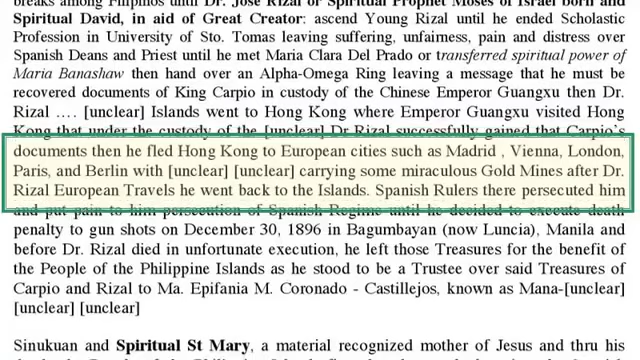 breaks among Filipinos until Dr. Jose Rizal or Spiritual Prophet Moses of Israel born and
Spiritual David, in aid of Great Creator: ascend Young Rizal until he ended Scholastic
Profession in University of Sto. Tomas leaving suffering, unfairness, pain and distress over
Spanish Deans and Priest until he met Maria Clara Del Prado or transferred spiritual power of
Maria Banashaw then hand over an Alpha-Omega Ring leaving a message that he must be
recovered documents of King Carpio in custody of the Chinese Emperor Guangxu then Dr.
Rizal …. [unclear] Islands went to Hong Kong where Emperor Guangxu visited Hong
Kong that under the custody of the [unclear] Dr Rizal successfully gained that Carpio's
documents then he fled Hong Kong to European cities such as Madrid , Vienna, London,
Paris, and Berlin with [unclear] [unclear] carrying some miraculous Gold Mines after Dr.
Rizal European Travels he went back to the Islands. Spanish Rulers there persecuted him
and put pain to him persecution of Spanish Regime until he decided to execute death
penalty to gun shots on December 30, 1896 in Bagumbayan (now Luncia), Manila and
before Dr. Rizal died in unfortunate execution, he left those Treasures for the benefit of
the People of the Philippine Islands as he stood to be a Trustee over said Treasures of
Carpio and Rizal to Ma. Epifania M. Coronado - Castillejos, known as Mana-[unclear]
[unclear] [unclear]
Sinukuan and Spiritual St Mary, a material recognized mother of Jesus and thru his